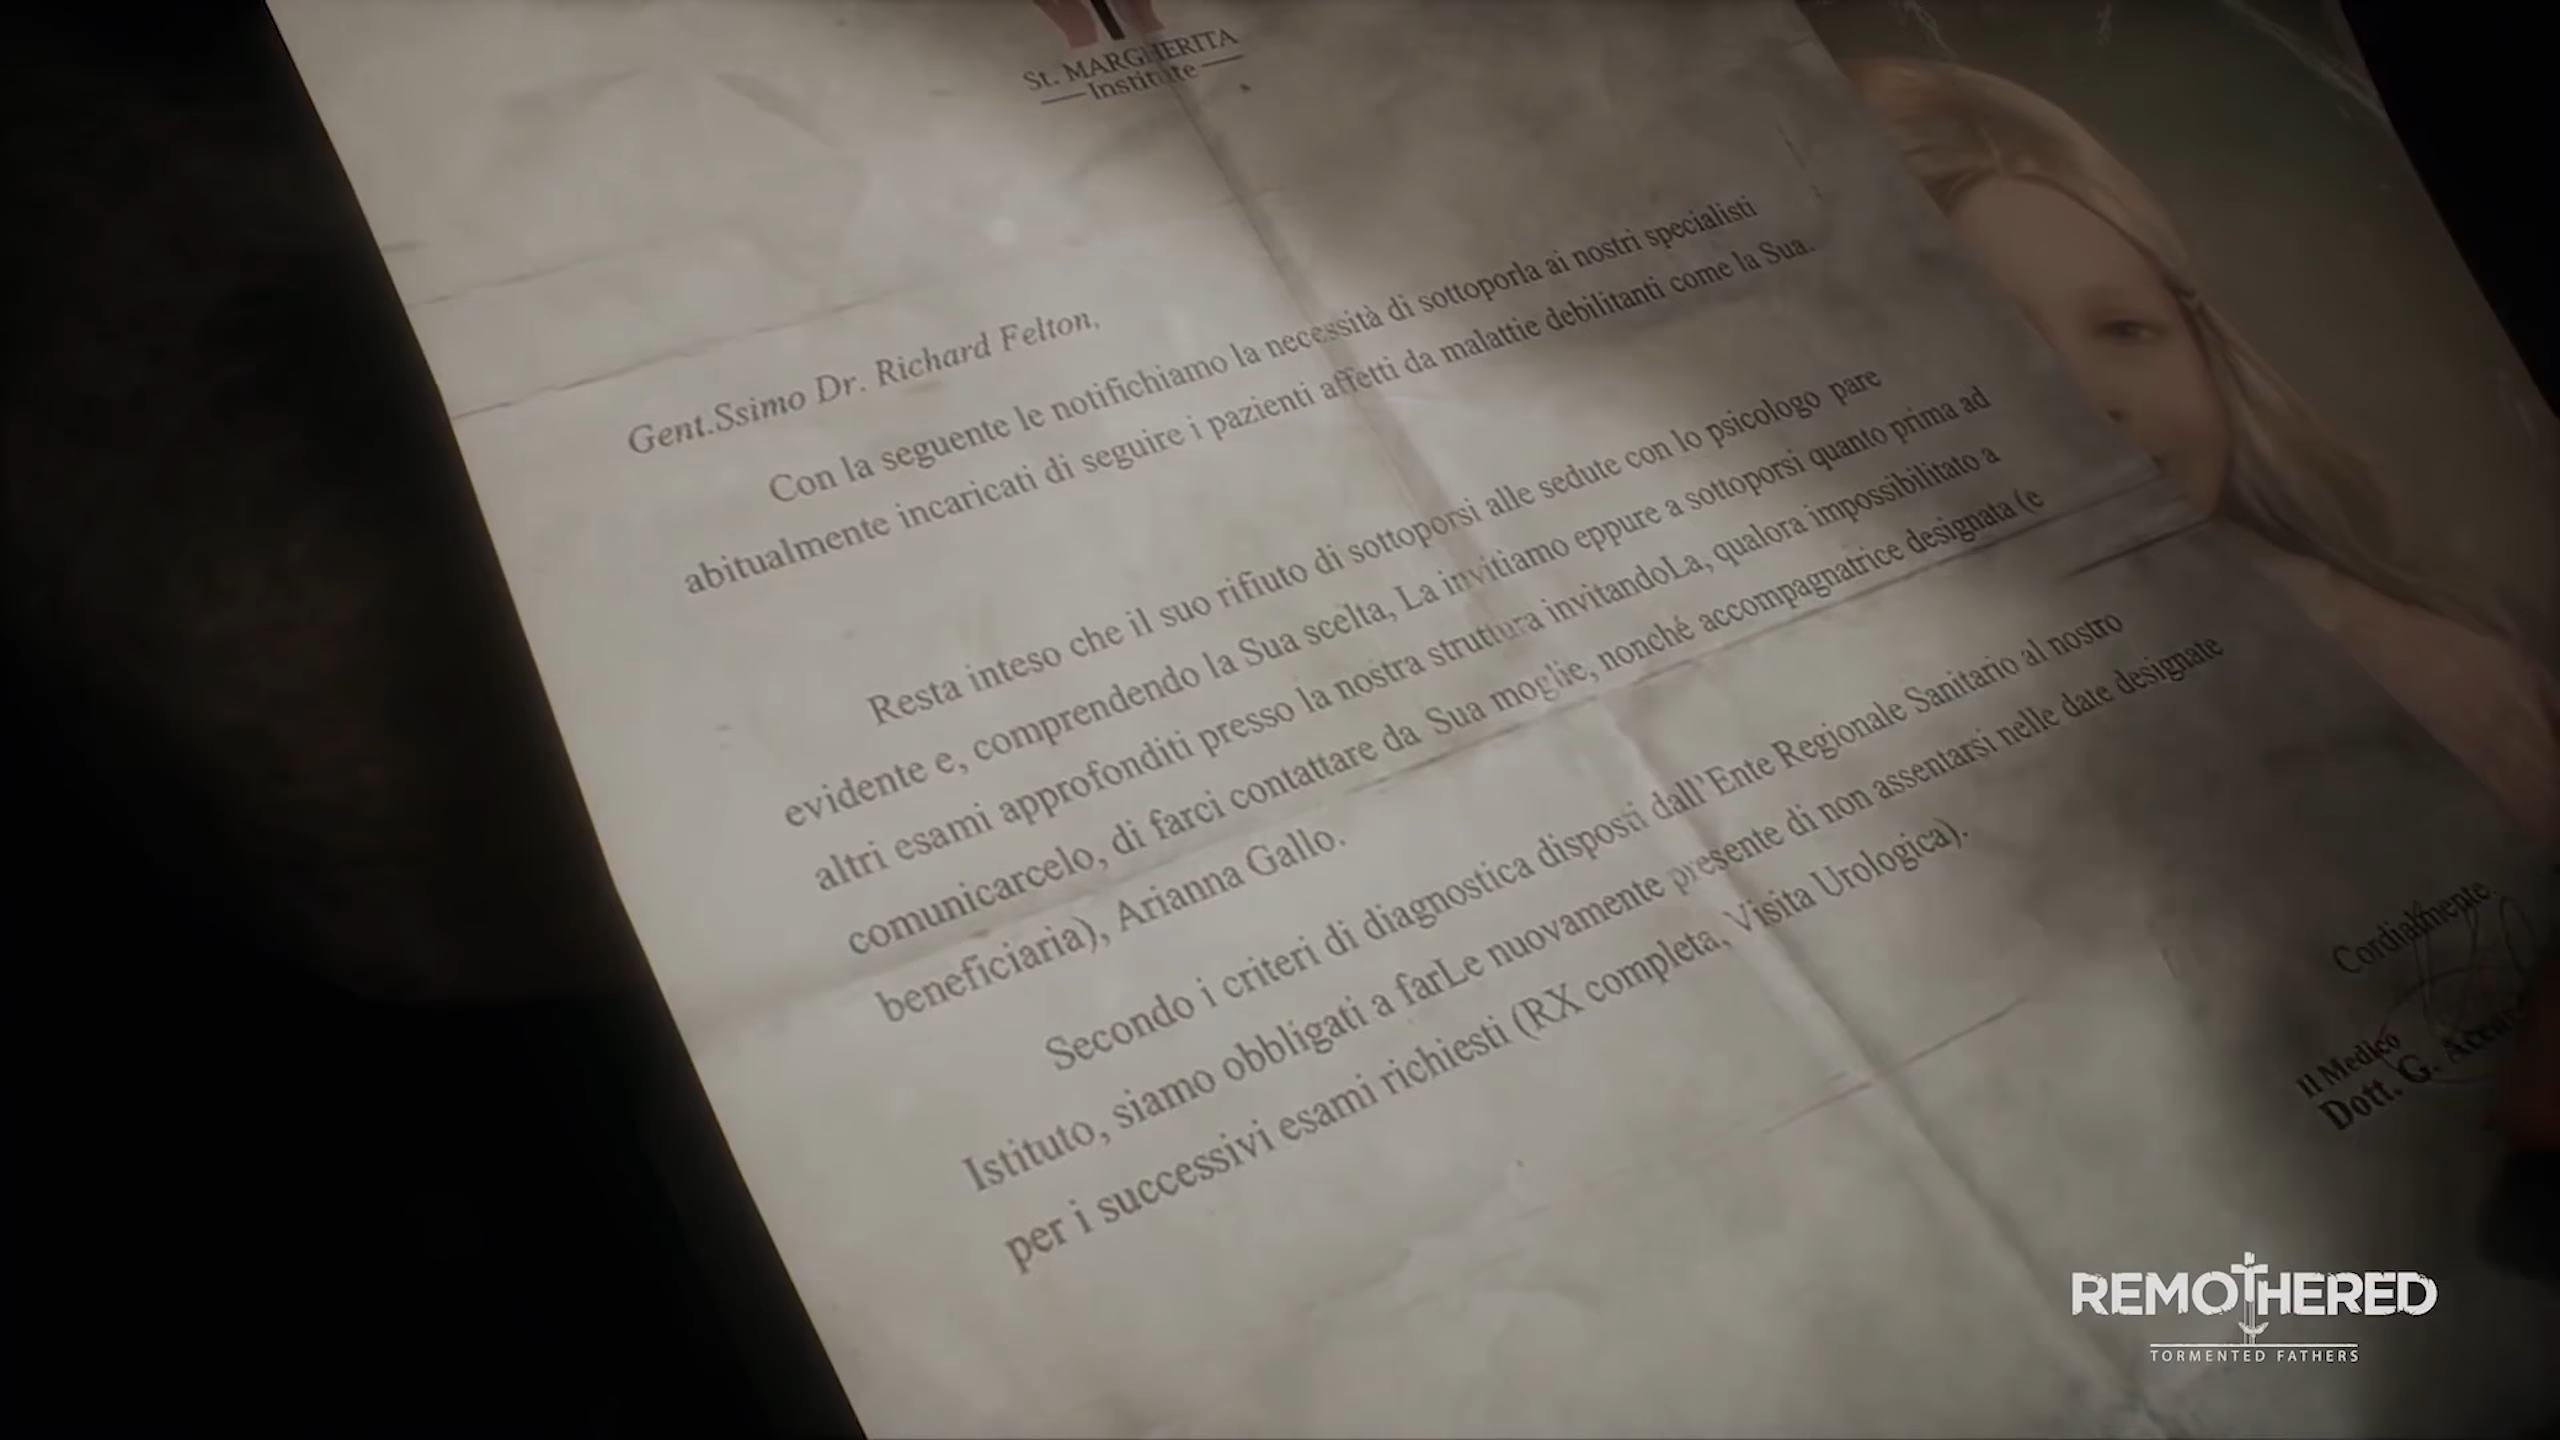 St. MARGHERITA
Institute
Gent.Ssimo Dr. Richard Felton,
Con la seguente le notifichiamo la necessità di sottoporla ai nostri specialisti
abitualmente incaricati di seguire i pazienti affetti da malattie debilitanti come la Sua.
Resta inteso che il suo rifiuto di sottoporsi alle sedute con lo psicologo pare
evidente e, comprendendo la Sua scelta, La invitiamo eppure a sottoporsi quanto prima ad
altri esami approfonditi presso la nostra struttura invitandoLa, qualora impossibilitato a
comunicarcelo, di farci contattare da Sua moglie, nonché accompagnatrice designata (e
beneficiaria), Arianna Gallo.
Secondo i criteri di diagnostica disposti dall'Ente Regionale Sanitario al nostro
Istituto, siamo obbligati a farLe nuovamente presente di non assentarsi nelle date designate
per i successivi esami richiesti (RX completa, Visita Urologica).
Cordialmente,
Il Medico
Dott. G.
REMOTHERED
TORMENTED FATHERS